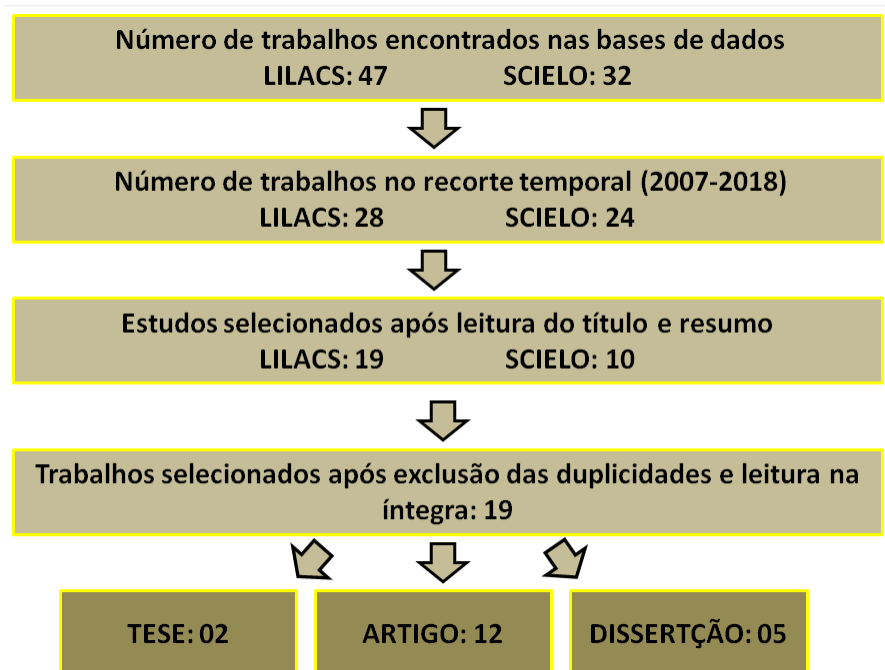 Número de trabalhos encontrados nas bases de dados
LILACS: 47 SCIELO: 32
Número de trabalhos no recorte temporal (2007-2018)
LILACS: 28 SCIELO: 24
Estudos selecionados após leitura do título e resumo
LILACS: 19 SCIELO: 10
Trabalhos selecionados após exclusão das duplicidades e leitura na
íntegra: 19
TESE: 02
ARTIGO: 12
DISSERTÇÃO: 05